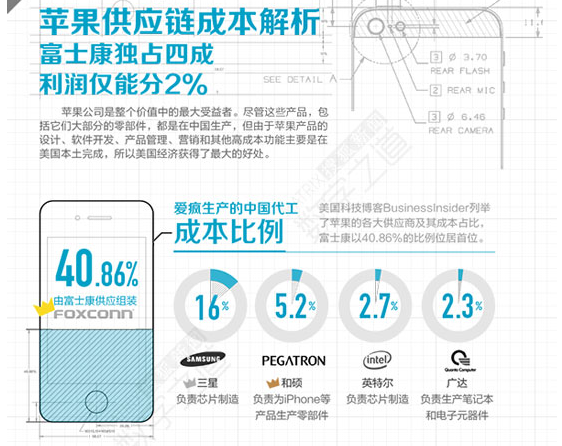 苹果供应链成本解析
富士康独占四成
利润仅能分2%
苹果公司是整个价值中的最大受益者。尽管这些产品，包
括它们大部分的零部件，都是在中国生产，但由于苹果产品的
设计、软件开发、产品管理、营销和其他高成本功能主要是在
美国本土完成，所以美国经济获得了最大的好处。
SEE DETAIL A
3 Ø 3.70
REAR FLASH
2 REAR MIC
3 Ø 6.46
REAR CAMERA
爱疯生产的中国代工
成本比例
美国科技博客BusinessInsider列举
了苹果的各大供应商及其成本占比，
富士康以40.86%的比例位居首位。
40.86%
由富士康供应组装
FOXCONN
16%
5.2%
2.7%
2.3%
SAMSUNG
PEGATRON
intel
Quanta Computer
三星
负责芯片制造
和硕
负责为iPhone等
产品生产零部件
英特尔
负责芯片制造
广达
负责生产笔记本
和电子元器件